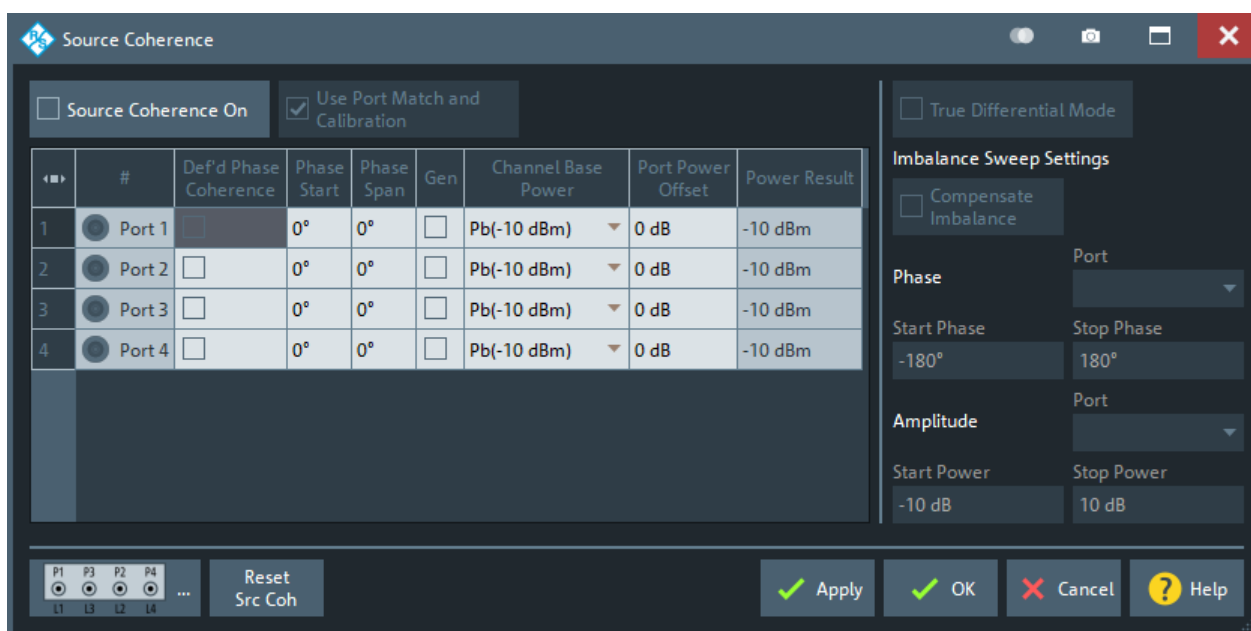 Source Coherence
Source Coherence On
Use Port Match and
Calibration
True Differential Mode
# Def'd Phase Coherence Phase Start Phase Span Gen Channel Base Power Port Power Offset Power Result
1 Port 1 0° 0° Pb(-10 dBm) 0 dB -10 dBm
2 Port 2 0° 0° Pb(-10 dBm) 0 dB -10 dBm
3 Port 3 0° 0° Pb(-10 dBm) 0 dB -10 dBm
4 Port 4 0° 0° Pb(-10 dBm) 0 dB -10 dBm
Imbalance Sweep Settings
Compensate
Imbalance
Port
Phase
Start Phase Stop Phase
-180° 180°
Port
Amplitude
Start Power Stop Power
-10 dB 10 dB
P1 P3 P2 P4
L1 L3 L2 L4
...
Reset
Src Coh
Apply OK Cancel ? Help